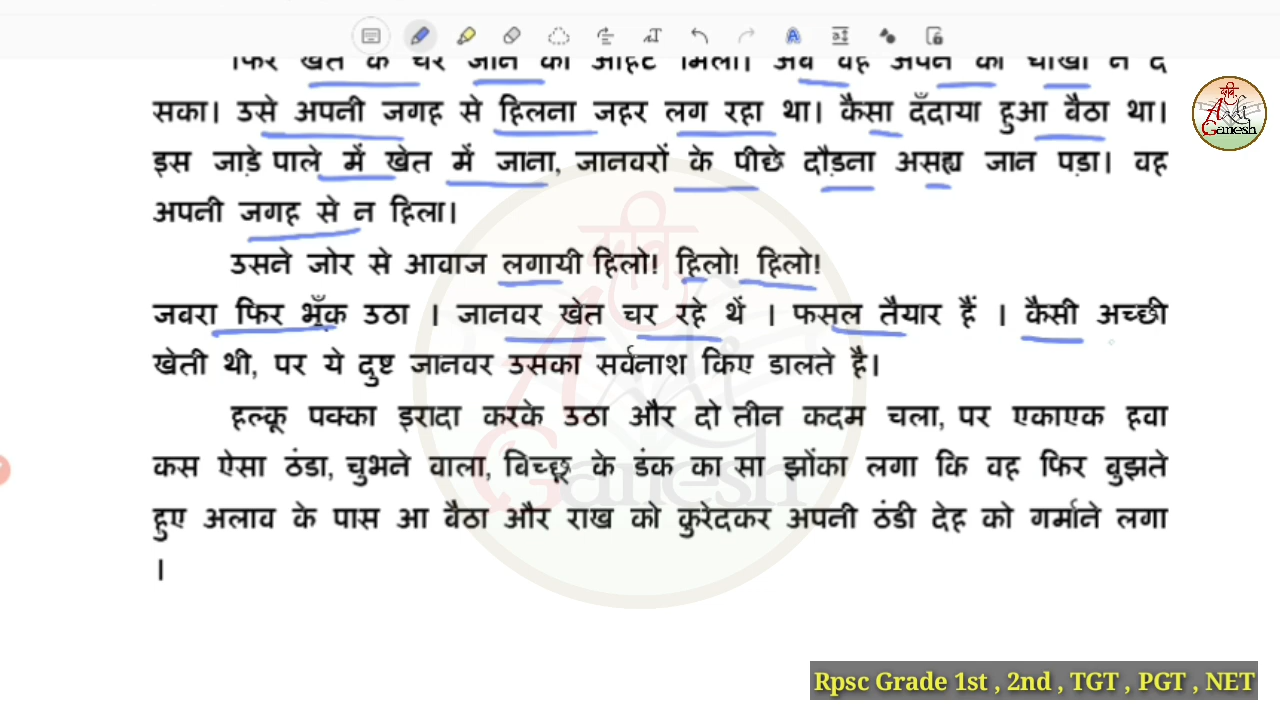 फिर खेत के चरे जाने की आहट मिली। अब वह अपने को धोखा न दे
सका। उसे अपनी जगह से हिलना जहर लग रहा था। कैसा दँदाया हुआ बैठा था।
इस जाड़े पाले में खेत में जाना, जानवरों के पीछे दौड़ना असह्य जान पड़ा। वह
अपनी जगह से न हिला।
उसने जोर से आवाज लगायी हिलो! हिलो! हिलो!
जवरा फिर भूँक उठा । जानवर खेत चर रहे थें । फसल तैयार हैं । कैसी अच्छी
खेती थी, पर ये दुष्ट जानवर उसका सर्वनाश किए डालते है।
हल्कू पक्का इरादा करके उठा और दो तीन कदम चला, पर एकाएक हवा
कस ऐसा ठंडा, चुभने वाला, विच्छू के डंक का सा झोंका लगा कि वह फिर बुझते
हुए अलाव के पास आ बैठा और राख को कुरेदकर अपनी ठंडी देह को गर्माने लगा
।
Rpsc Grade 1st , 2nd , TGT , PGT , NET